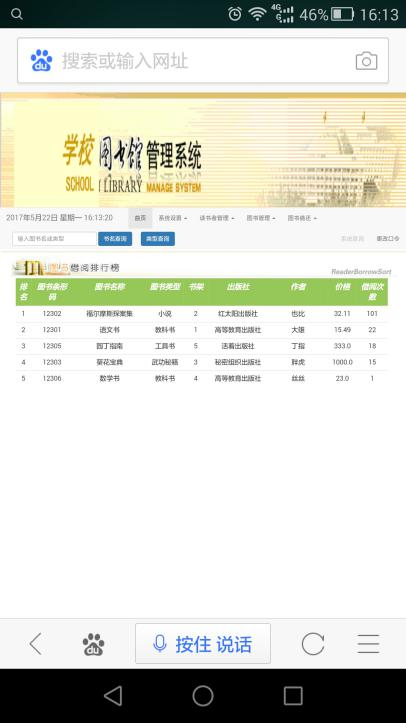 4G
G
46%
16:13
搜索或输入网址
学校图书馆管理系统
SCHOOL LIBRARY MANAGE SYSTEM
2017年5月22日 星期一 16:13:20 首页 系统设置 读书者管理 图书管理 图书借还
输入图书名或类型 书名查询 类型查询 系统查询 更改口令
借阅排行榜 ReaderBorrowSort
排名 图书条形码 图书名称 图书类型 书架 出版社 作者 价格 借阅次数
1 12302 福尔摩斯探案集 小说 2 红太阳出版社 也比 32.11 101
2 12301 语文书 教科书 1 高等教育出版社 大雄 15.49 22
3 12305 园丁指南 工具书 5 活着出版社 丁指 333.0 18
4 12303 葵花宝典 武功秘籍 3 秘密组织出版社 胖虎 1000.0 15
5 12306 数学书 教科书 4 高等教育出版社 丝丝 23.0 1
按住 说话